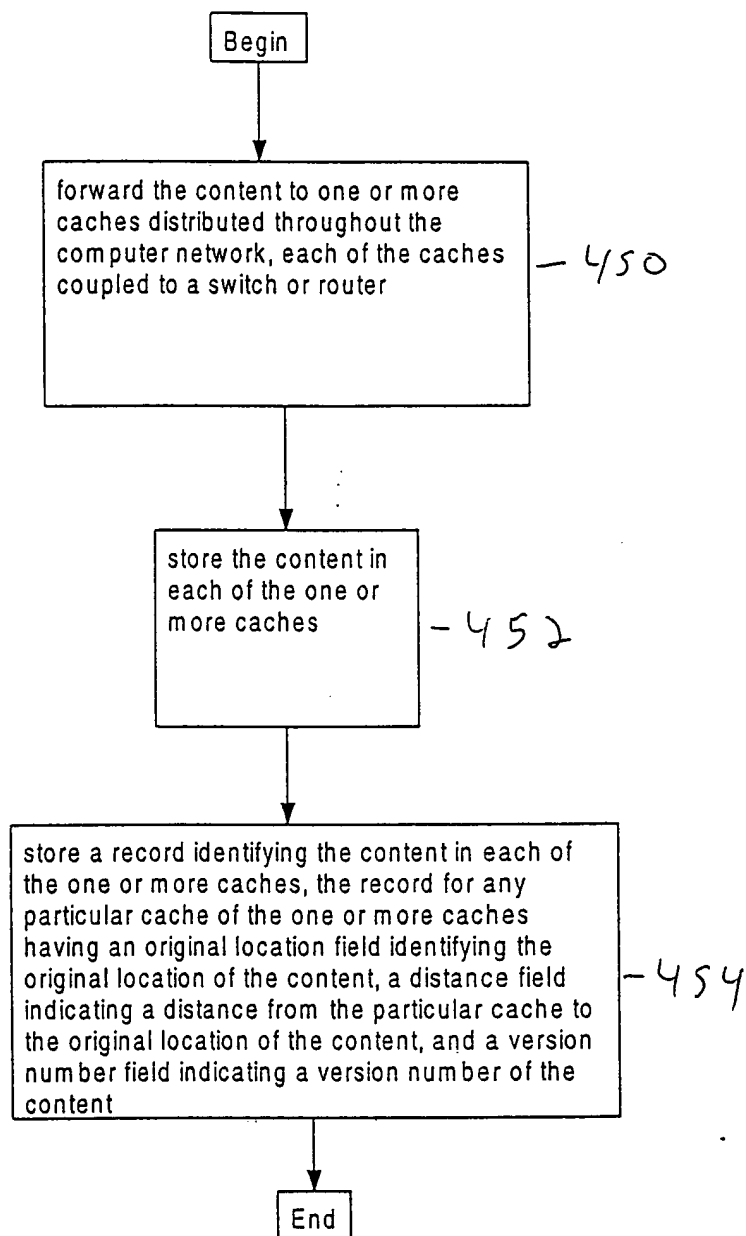 Begin
forward the content to one or more
caches distributed throughout the
computer network, each of the caches
coupled to a switch or router
- 450
store the content in
each of the one or
more caches
- 452
store a record identifying the content in each of
the one or more caches, the record for any
particular cache of the one or more caches
having an original location field identifying the
original location of the content, a distance field
indicating a distance from the particular cache to
the original location of the content, and a version
number field indicating a version number of the
content
- 454
End